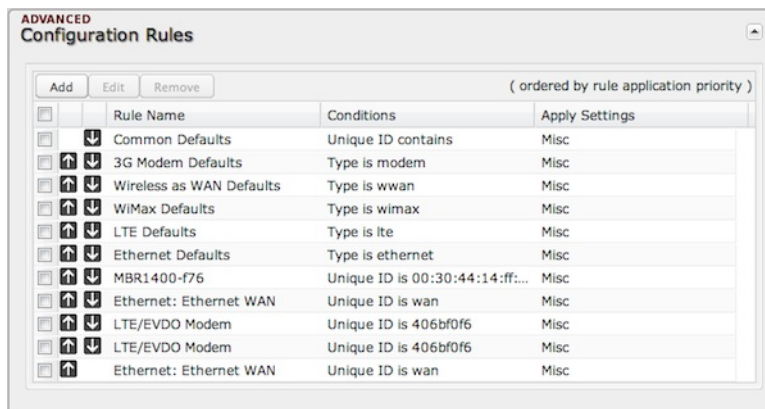 ADVANCED
Configuration Rules
Add Edit Remove ( ordered by rule application priority )
Rule Name Conditions Apply Settings
Common Defaults Unique ID contains Misc
3G Modem Defaults Type is modem Misc
Wireless as WAN Defaults Type is wwan Misc
WiMax Defaults Type is wimax Misc
LTE Defaults Type is lte Misc
Ethernet Defaults Type is ethernet Misc
MBR1400-f76 Unique ID is 00:30:44:14:ff:... Misc
Ethernet: Ethernet WAN Unique ID is wan Misc
LTE/EVDO Modem Unique ID is 406bf0f6 Misc
LTE/EVDO Modem Unique ID is 406bf0f6 Misc
Ethernet: Ethernet WAN Unique ID is wan Misc